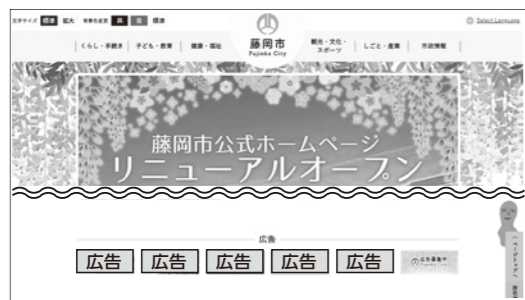 文字サイズ 標準 拡大 背景色変更 黒 青 標準
Select Language
くらし・手続き 子ども・教育 健康・福祉
藤岡市
Fujioka City
観光・文化・
スポーツ
しごと・産業 市政情報
藤岡市公式ホームページ
リニューアルオープン
広告
広告 広告 広告 広告 広告 広告募集中
ページトップへ